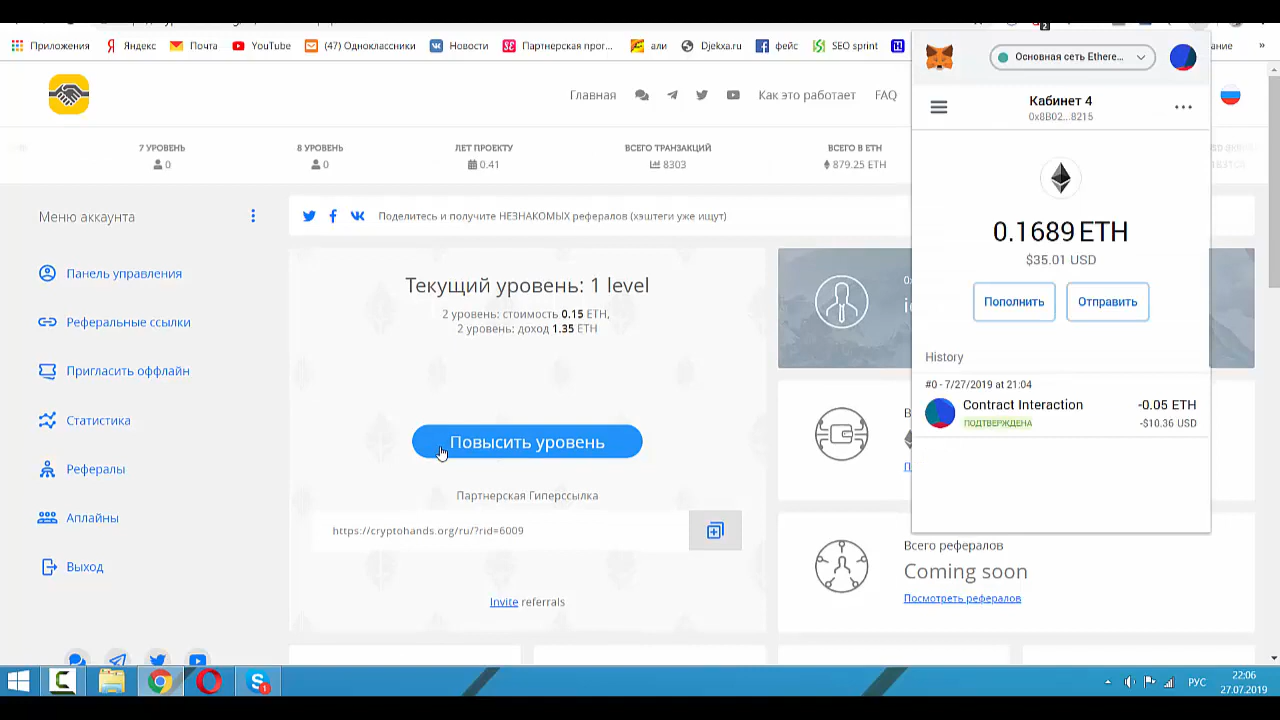 2
Приложения Яндекс Почта YouTube (47) Одноклассники Новости Партнерская прог... али Djekxa.ru фейс SEO sprint
»
Основная сеть Ethere...
Кабинет 4
0x8B02...8215
Главная Как это работает FAQ
7 УРОВЕНЬ 8 УРОВЕНЬ ЛЕТ ПРОЕКТУ ВСЕГО ТРАНЗАКЦИЙ ВСЕГО В ETH
0 0 0.41 8303 879.25 ETH
0.1689 ETH
$35.01 USD
Пополнить Отправить
History
#0 - 7/27/2019 at 21:04
Contract Interaction -0.05 ETH
ПОДТВЕРЖДЕНА -$10.36 USD
Меню аккаунта
Панель управления
Реферальные ссылки
Пригласить оффлайн
Статистика
Рефералы
Аплайны
Выход
Поделитесь и получите НЕЗНАКОМЫХ рефералов (хэштеги уже ищут)
Текущий уровень: 1 level
2 уровень: стоимость 0.15 ETH,
2 уровень: доход 1.35 ETH
Повысить уровень
Партнерская Гиперссылка
https://cryptohands.org/ru/?rid=6009
Invite referrals
Всего рефералов
Coming soon
Посмотреть рефералов
1
РУС
22:06
27.07.2019